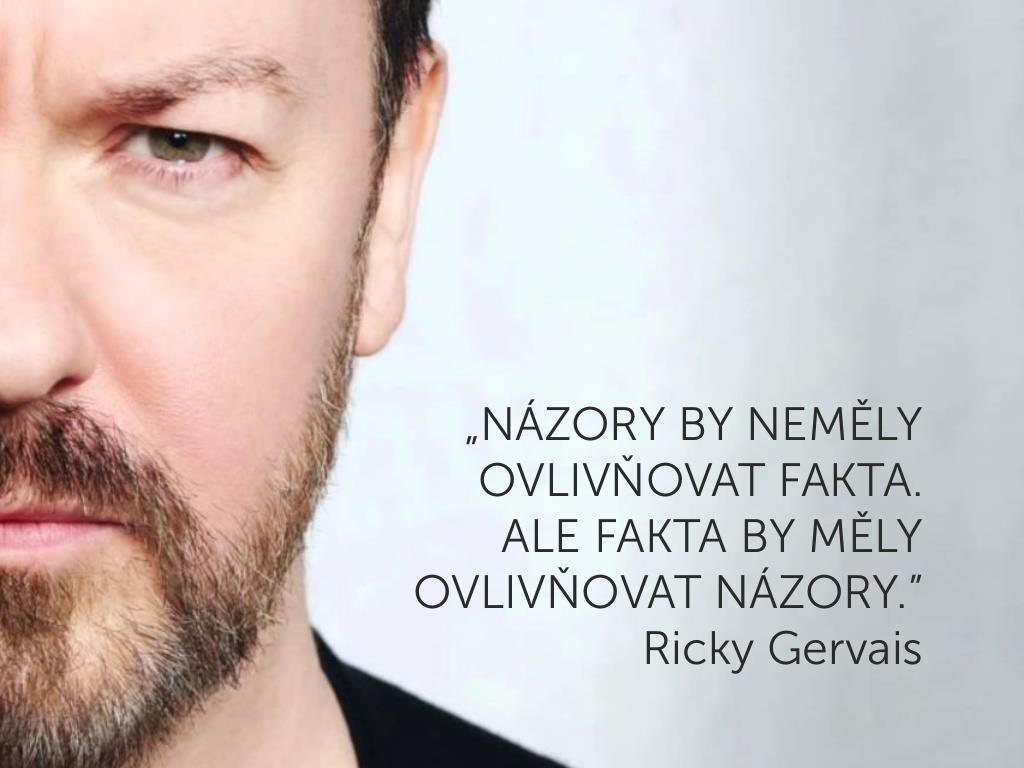 „NÁZORY BY NEMĚLY
OVLIVŇOVAT FAKTA.
ALE FAKTA BY MĚLY
OVLIVŇOVAT NÁZORY.”
Ricky Gervais